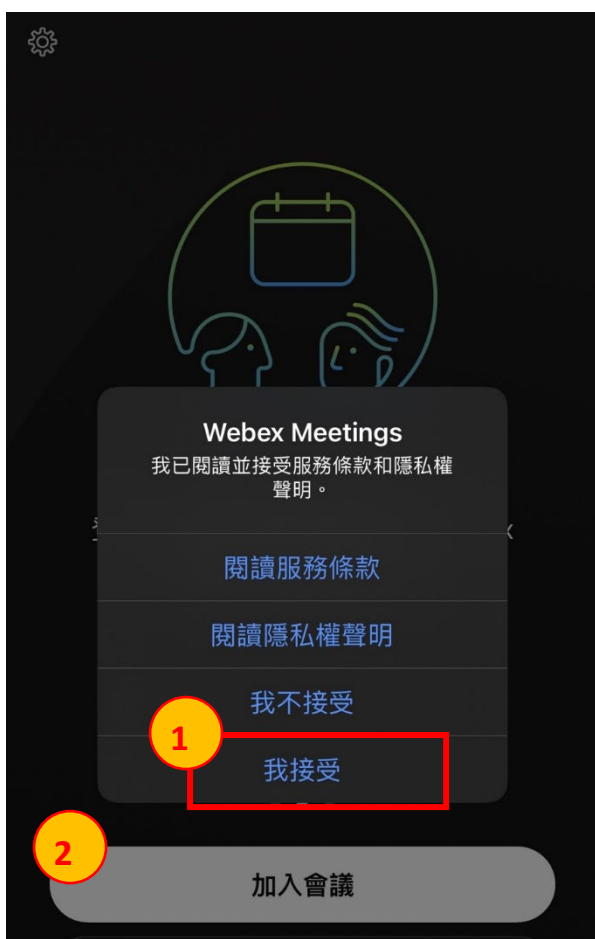 Webex Meetings
我已閱讀並接受服務條款和隱私權
聲明。
閱讀服務條款
閱讀隱私權聲明
我不接受
1
我接受
2
加入會議